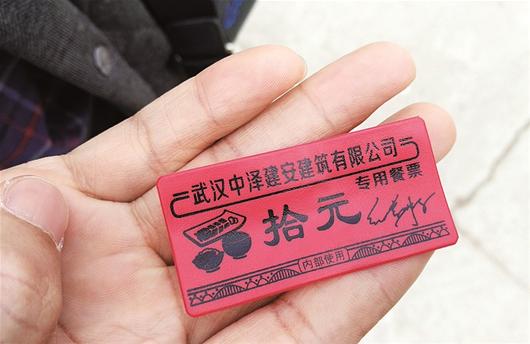 武汉中泽建安建筑有限公司
专用餐票
拾元
内部使用